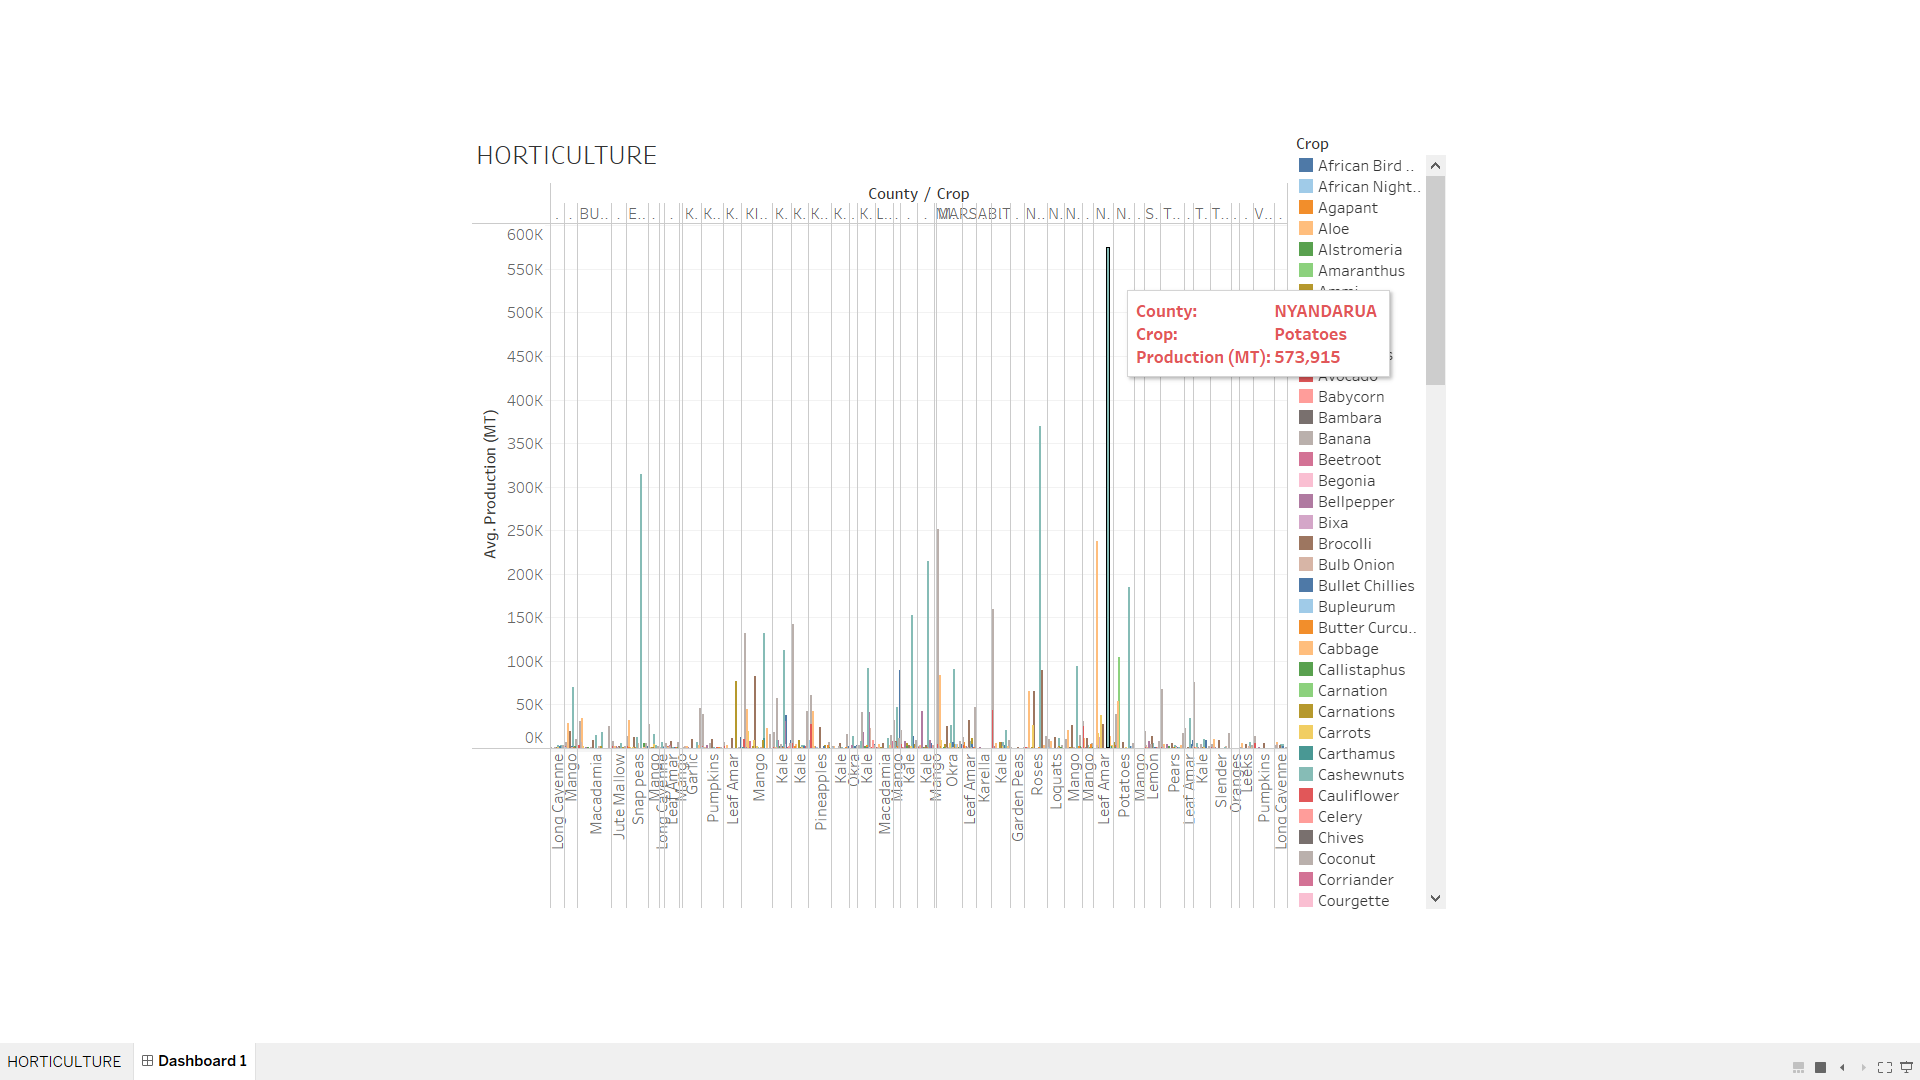 HORTICULTURE
County / Crop
. . BU.. . E... . . K. K.. K. KI.. K. K. K.. K. . K. L... . . MARSABIT . N.. N. N.. . N. N. . S. T.. . T. T.. . . V.. .
Avg. Production (MT)
600K
550K
500K
450K
400K
350K
300K
250K
200K
150K
100K
50K
0K
County: NYANDARUA
Crop: Potatoes
Production (MT): 573,915
Long Cayenne
Mango
Macadamia
Jute Mallow
Snap peas
Mango
Long Cayenne
Leaf Amar
Mango
Garlic
Pumpkins
Leaf Amar
Mango
Kale
Kale
Pineapples
Kale
Okra
Kale
Macadamia
Mango
Kale
Kale
Mango
Okra
Leaf Amar
Karella
Kale
Garden Peas
Roses
Loquats
Mango
Mango
Leaf Amar
Potatoes
Mango
Lemon
Pears
Leaf Amar
Kale
Slender
Oranges
Leeks
Pumpkins
Long Cayenne
Crop
African Bird ..
African Night..
Agapant
Aloe
Alstromeria
Amaranthus
Ammi
Avocado
Babycorn
Bambara
Banana
Beetroot
Begonia
Bellpepper
Bixa
Brocolli
Bulb Onion
Bullet Chillies
Bupleurum
Butter Curcu..
Cabbage
Callistaphus
Carnation
Carnations
Carrots
Carthamus
Cashewnuts
Cauliflower
Celery
Chives
Coconut
Corriander
Courgette
HORTICULTURE
Dashboard 1